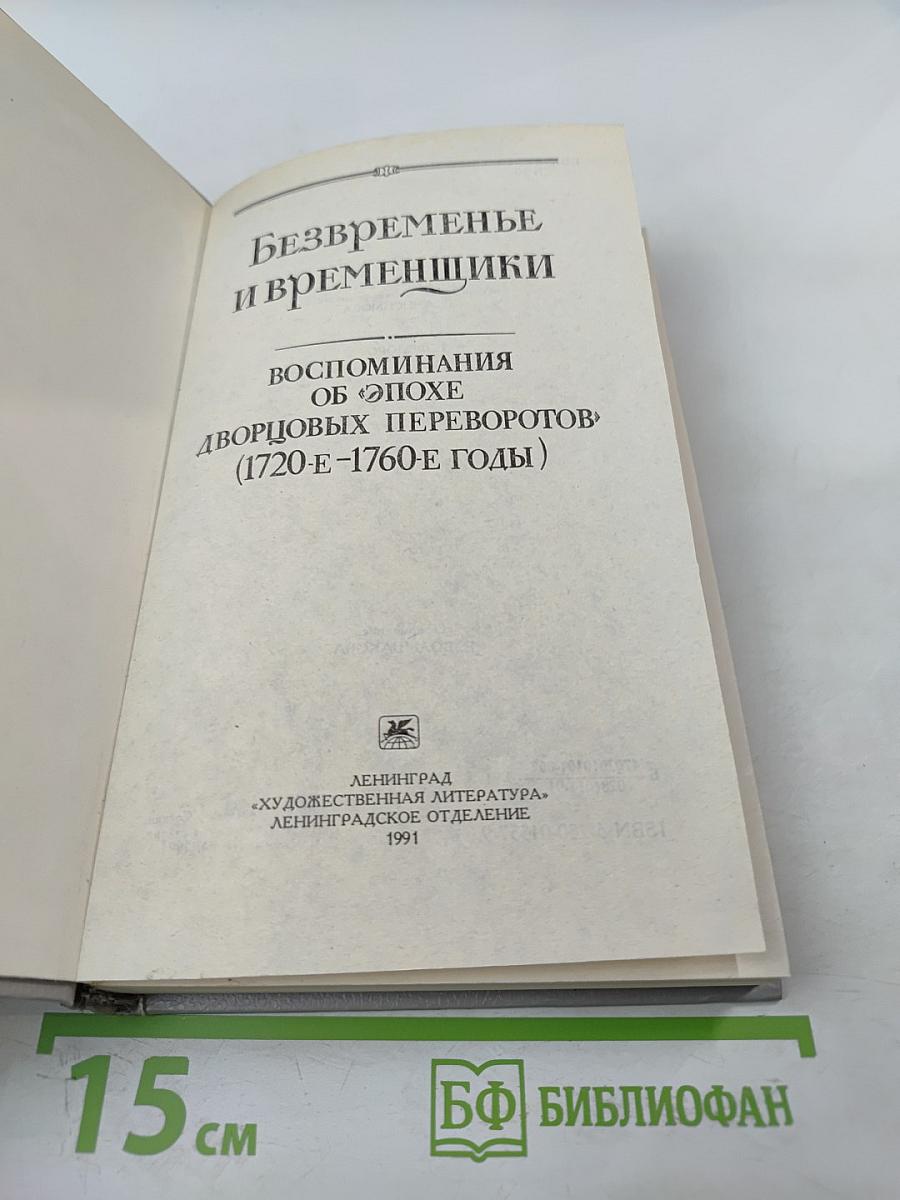 Безвременье
и временщики
ВОСПОМИНАНИЯ
ОБ «ЭПОХЕ
ДВОРЦОВЫХ ПЕРЕВОРОТОВ»
(1720-Е–1760-Е ГОДЫ)
ЛЕНИНГРАД
«ХУДОЖЕСТВЕННАЯ ЛИТЕРАТУРА»
ЛЕНИНГРАДСКОЕ ОТДЕЛЕНИЕ
1991
15 см
БФ БИБЛИОФАН